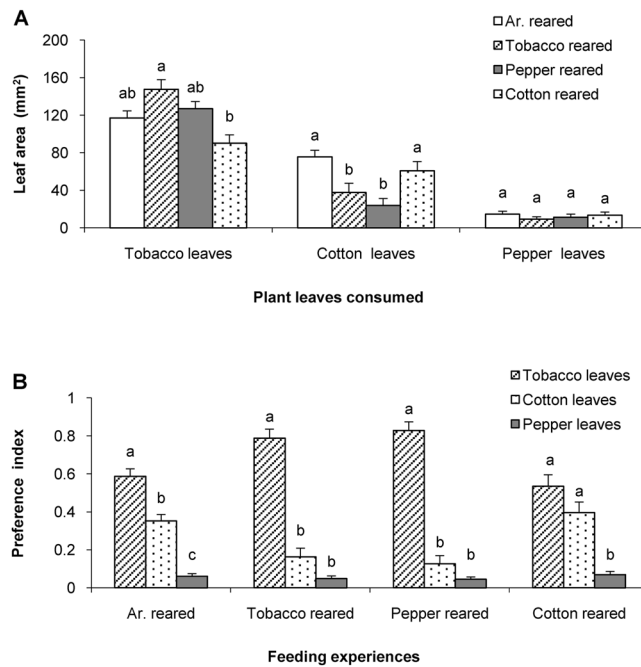 A
Ar. reared
Tobacco reared
Pepper reared
Cotton reared
Leaf area (mm²)
200
160
120
80
40
0
ab
a
ab
b
a
b
b
a
a
a
a
a
Tobacco leaves
Cotton leaves
Pepper leaves
Plant leaves consumed
B
Tobacco leaves
Cotton leaves
Pepper leaves
Preference index
1
0.8
0.6
0.4
0.2
0
a
b
c
a
b
b
a
b
b
a
a
b
Ar. reared
Tobacco reared
Pepper reared
Cotton reared
Feeding experiences